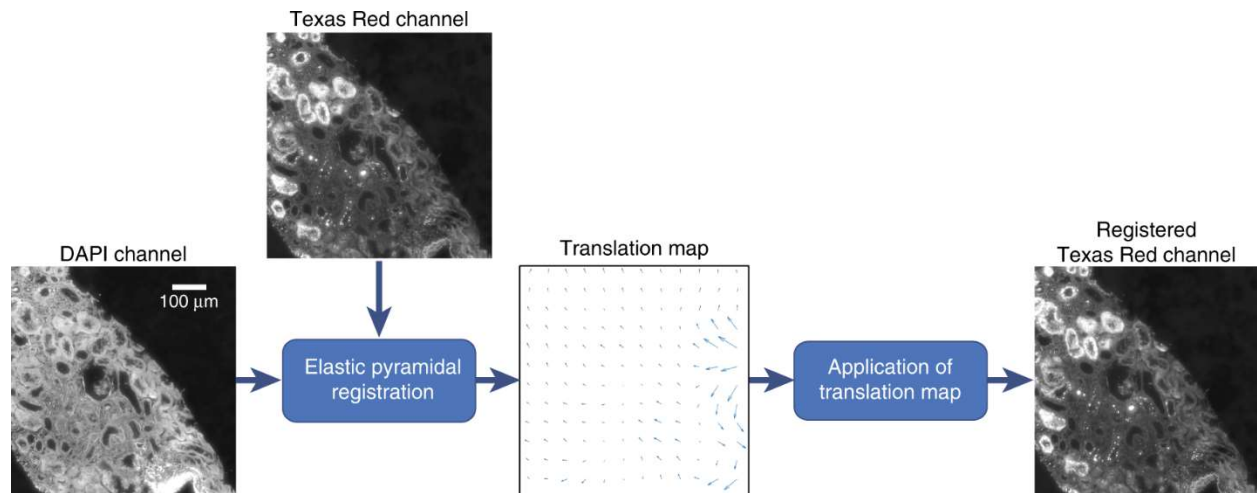 Texas Red channel
DAPI channel
100 μm
Elastic pyramidal
registration
Translation map
Application of
translation map
Registered
Texas Red channel